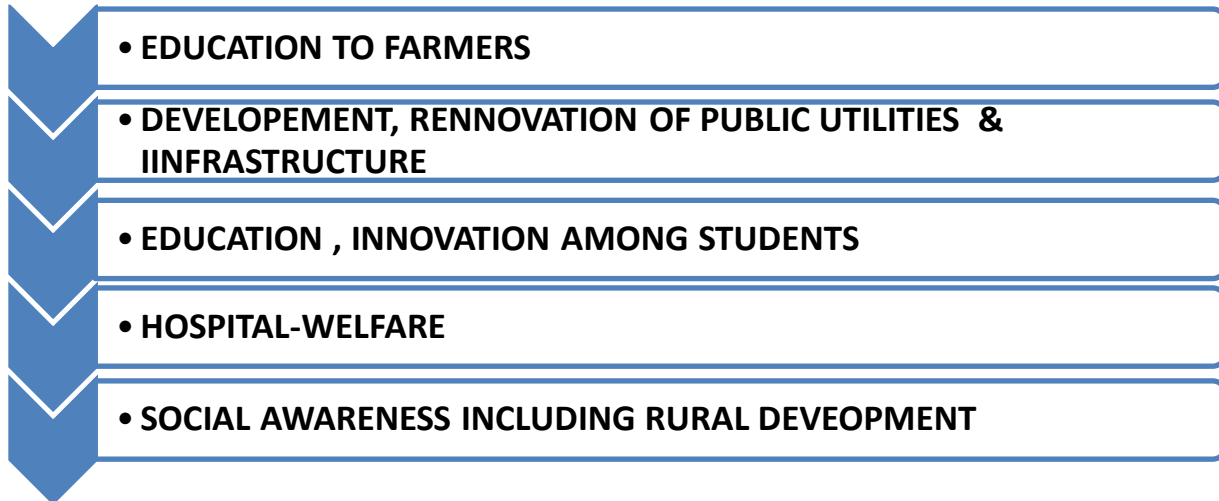 • EDUCATION TO FARMERS
• DEVELOPEMENT, RENNOVATION OF PUBLIC UTILITIES &
IINFRASTRUCTURE
• EDUCATION , INNOVATION AMONG STUDENTS
• HOSPITAL-WELFARE
• SOCIAL AWARENESS INCLUDING RURAL DEVEOPMENT